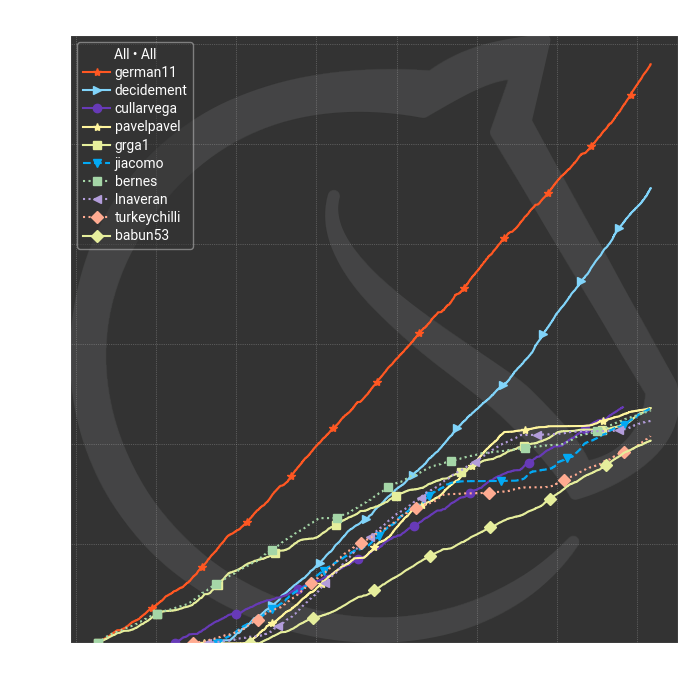 All • All
german11
decidement
cullarvega
pavelpavel
grga1
jiacomo
bernes
lnaveran
turkeychilli
babun53